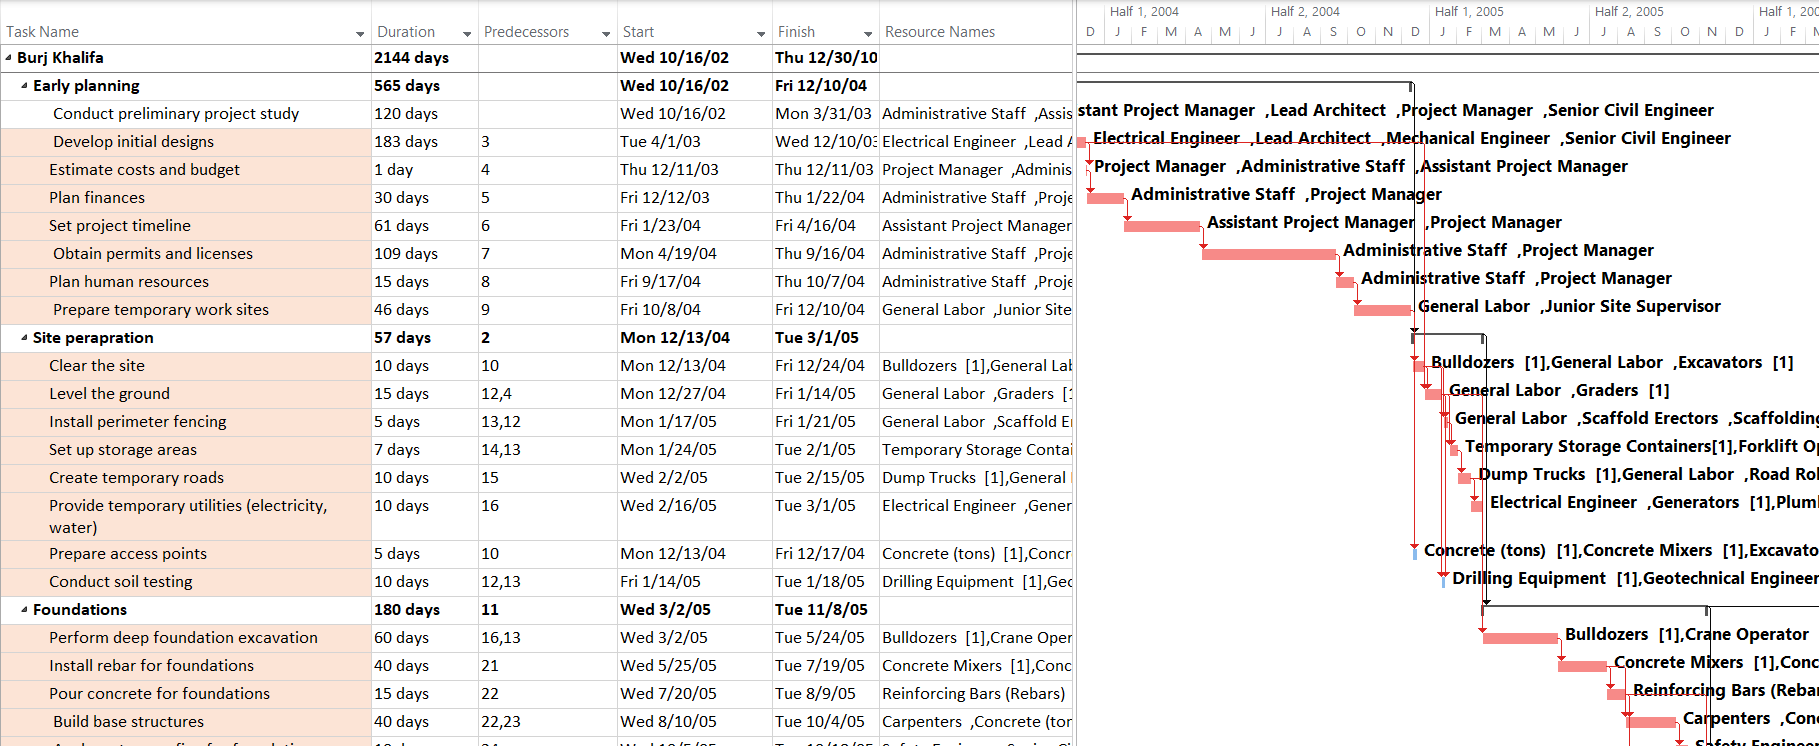 Half 1, 2004 Half 2, 2004 Half 1, 2005 Half 2, 2005 Half 1, 200
Task Name Duration Predecessors Start Finish Resource Names D J F M A M J J A S O N D J F M A M J J A S O N D J F M
Burj Khalifa 2144 days Wed 10/16/02 Thu 12/30/10
Early planning 565 days Wed 10/16/02 Fri 12/10/04
Conduct preliminary project study 120 days Wed 10/16/02 Mon 3/31/03 Administrative Staff ,Assis stant Project Manager ,Lead Architect ,Project Manager ,Senior Civil Engineer
Develop initial designs 183 days 3 Tue 4/1/03 Wed 12/10/03 Electrical Engineer ,Lead A Electrical Engineer ,Lead Architect ,Mechanical Engineer ,Senior Civil Engineer
Estimate costs and budget 1 day 4 Thu 12/11/03 Thu 12/11/03 Project Manager ,Adminis Project Manager ,Administrative Staff ,Assistant Project Manager
Plan finances 30 days 5 Fri 12/12/03 Thu 1/22/04 Administrative Staff ,Proje Administrative Staff ,Project Manager
Set project timeline 61 days 6 Fri 1/23/04 Fri 4/16/04 Assistant Project Manager Assistant Project Manager ,Project Manager
Obtain permits and licenses 109 days 7 Mon 4/19/04 Thu 9/16/04 Administrative Staff ,Proje Administrative Staff ,Project Manager
Plan human resources 15 days 8 Fri 9/17/04 Thu 10/7/04 Administrative Staff ,Proje Administrative Staff ,Project Manager
Prepare temporary work sites 46 days 9 Fri 10/8/04 Fri 12/10/04 General Labor ,Junior Site General Labor ,Junior Site Supervisor
Site perapration 57 days 2 Mon 12/13/04 Tue 3/1/05
Clear the site 10 days 10 Mon 12/13/04 Fri 12/24/04 Bulldozers [1],General Lab Bulldozers [1],General Labor ,Excavators [1]
Level the ground 15 days 12,4 Mon 12/27/04 Fri 1/14/05 General Labor ,Graders [1 General Labor ,Graders [1]
Install perimeter fencing 5 days 13,12 Mon 1/17/05 Fri 1/21/05 General Labor ,Scaffold E General Labor ,Scaffold Erectors ,Scaffolding
Set up storage areas 7 days 14,13 Mon 1/24/05 Tue 2/1/05 Temporary Storage Contai Temporary Storage Containers[1],Forklift Op
Create temporary roads 10 days 15 Wed 2/2/05 Tue 2/15/05 Dump Trucks [1],General Dump Trucks [1],General Labor ,Road Rol
Provide temporary utilities (electricity, 10 days 16 Wed 2/16/05 Tue 3/1/05 Electrical Engineer ,Gener Electrical Engineer ,Generators [1],Plum
water)
Prepare access points 5 days 10 Mon 12/13/04 Fri 12/17/04 Concrete (tons) [1],Concr Concrete (tons) [1],Concrete Mixers [1],Excavato
Conduct soil testing 10 days 12,13 Fri 1/14/05 Tue 1/18/05 Drilling Equipment [1],Geo Drilling Equipment [1],Geotechnical Engineer
Foundations 180 days 11 Wed 3/2/05 Tue 11/8/05
Perform deep foundation excavation 60 days 16,13 Wed 3/2/05 Tue 5/24/05 Bulldozers [1],Crane Oper Bulldozers [1],Crane Operator
Install rebar for foundations 40 days 21 Wed 5/25/05 Tue 7/19/05 Concrete Mixers [1],Conc Concrete Mixers [1],Conc
Pour concrete for foundations 15 days 22 Wed 7/20/05 Tue 8/9/05 Reinforcing Bars (Rebars) Reinforcing Bars (Rebar
Build base structures 40 days 22,23 Wed 8/10/05 Tue 10/4/05 Carpenters ,Concrete (ton Carpenters ,Conc
Safety Enginee